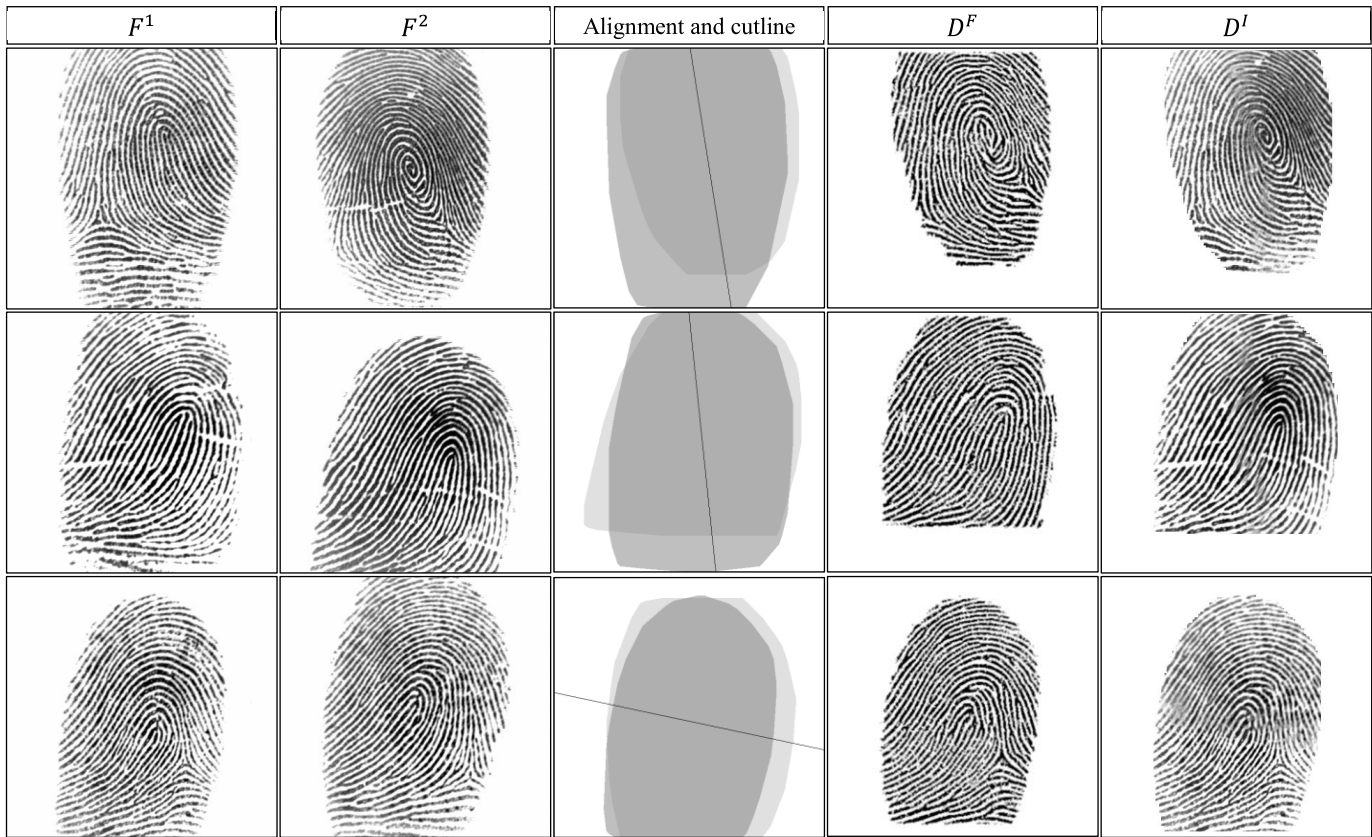 F¹ F² Alignment and cutline Dᶠ Dᴵ